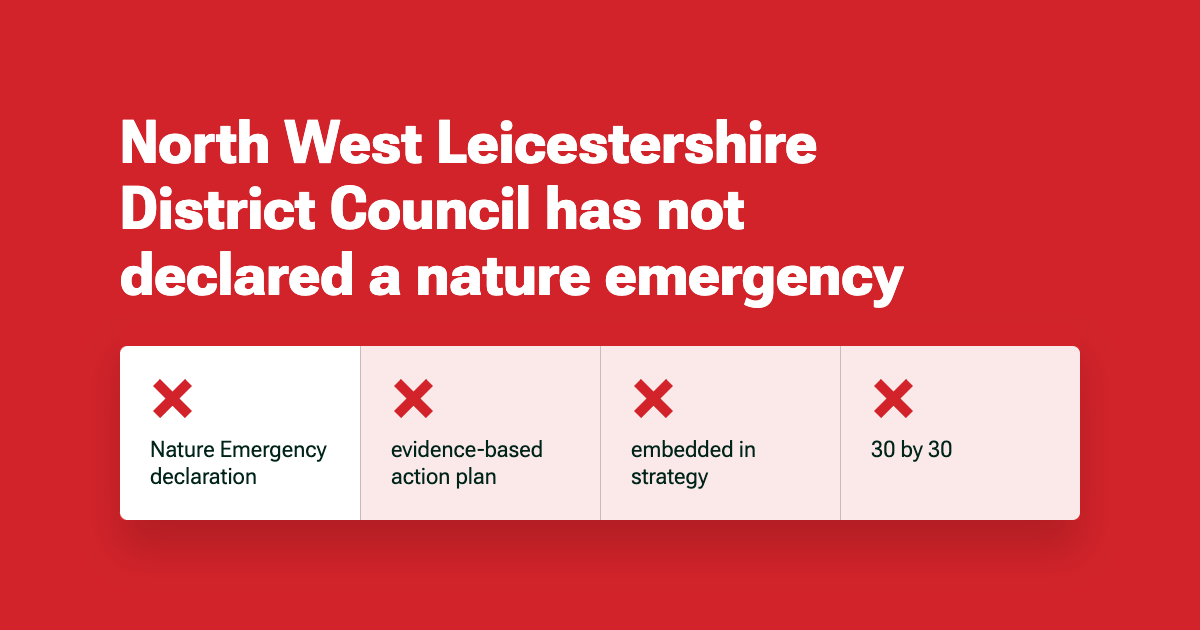 North West Leicestershire
District Council has not
declared a nature emergency
Nature Emergency
declaration
evidence-based
action plan
embedded in
strategy
30 by 30